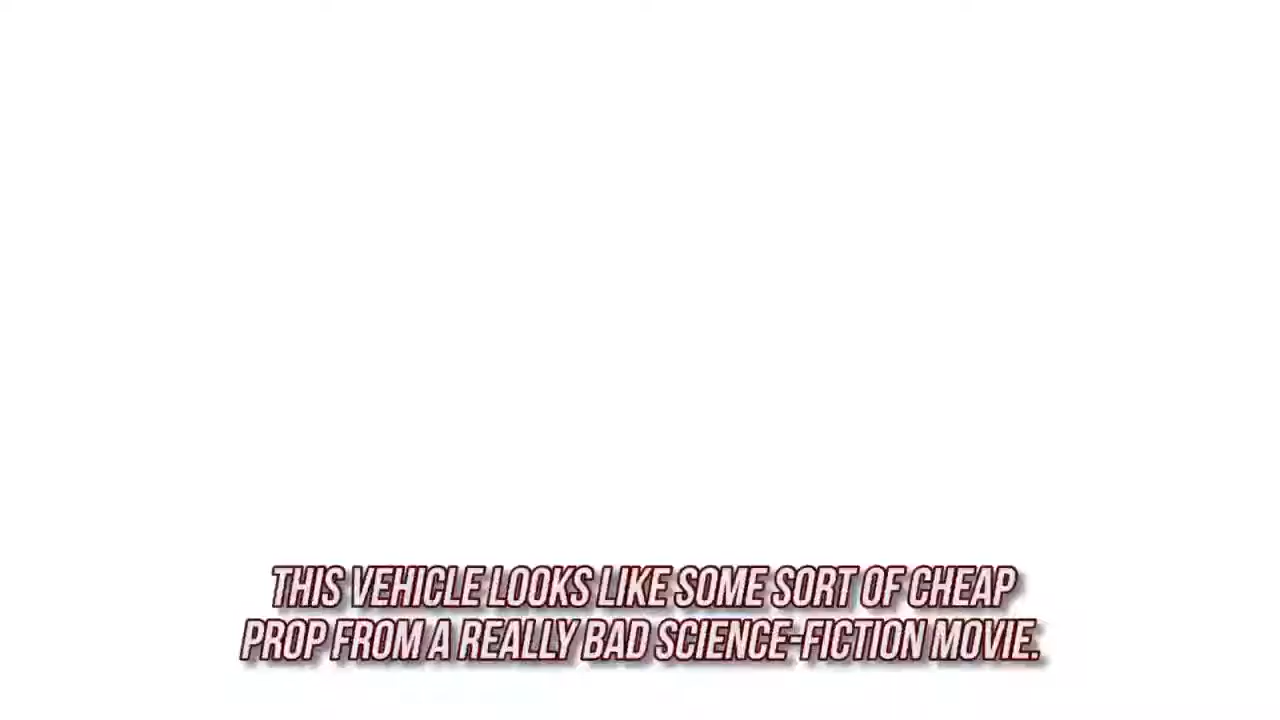 THIS VEHICLE LOOKS LIKE SOME SORT OF CHEAP
PROP FROM A REALLY BAD SCIENCE-FICTION MOVIE.